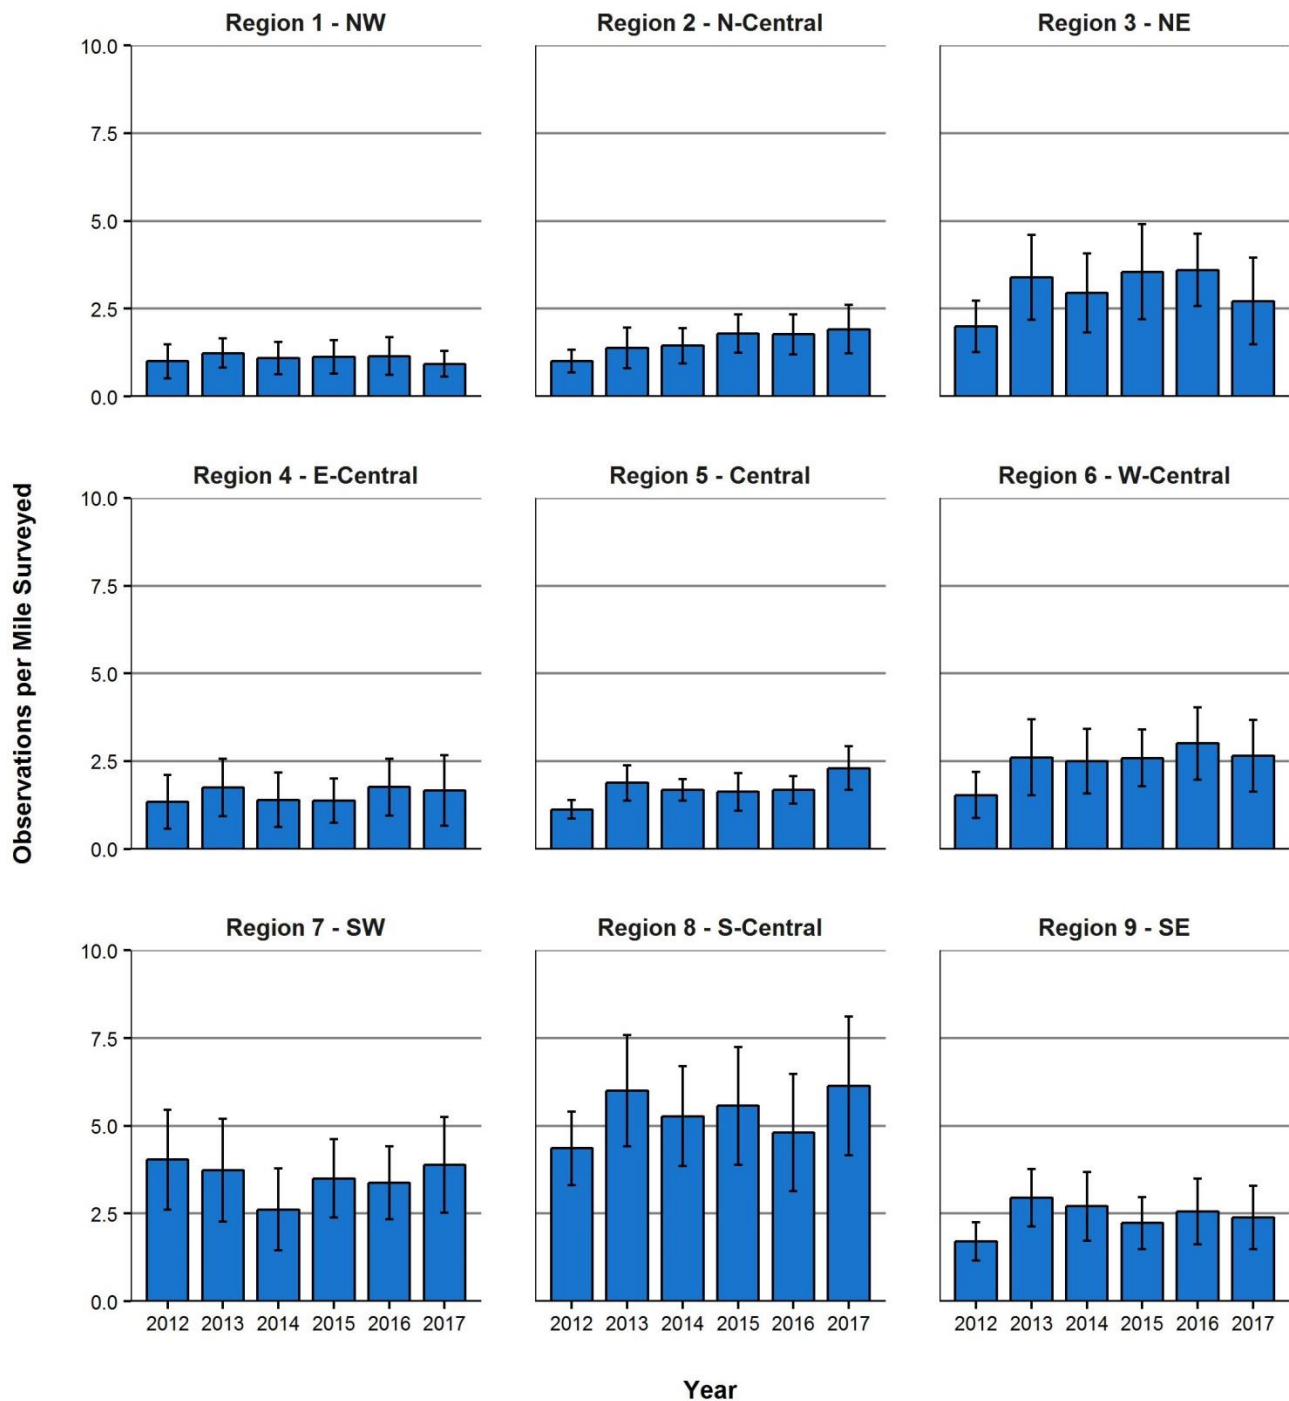 Region 1 - NW
Region 2 - N-Central
Region 3 - NE
10.0
7.5
5.0
2.5
0.0
Region 4 - E-Central
Region 5 - Central
Region 6 - W-Central
10.0
7.5
5.0
2.5
0.0
Observations per Mile Surveyed
Region 7 - SW
Region 8 - S-Central
Region 9 - SE
10.0
7.5
5.0
2.5
0.0
2012 2013 2014 2015 2016 2017
2012 2013 2014 2015 2016 2017
2012 2013 2014 2015 2016 2017
Year